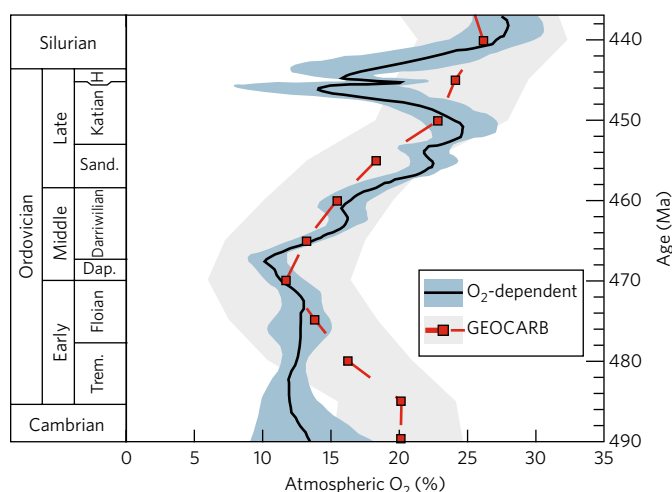 Silurian
Ordovician
Late
Middle
Early
H
Katian
Sand.
Darriwilian
Dap.
Floian
Trem.
Cambrian
440
450
460
470
480
490
Age (Ma)
O₂-dependent
GEOCARB
0 5 10 15 20 25 30 35
Atmospheric O₂ (%)